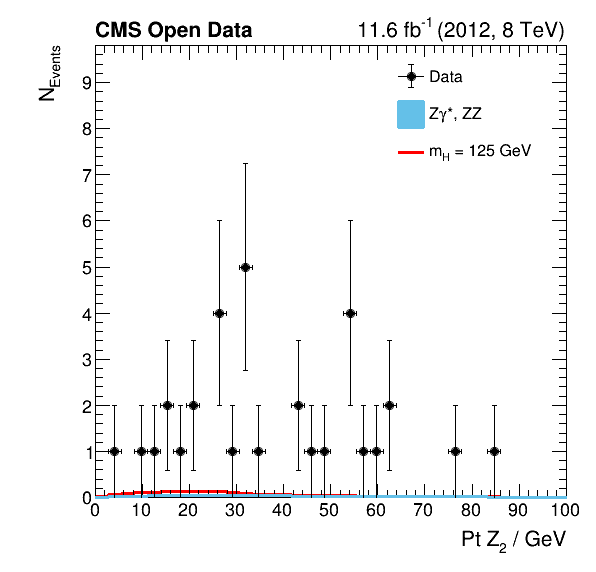 CMS Open Data 11.6 fb⁻¹ (2012, 8 TeV)
N_Events
Data
Zγ*, ZZ
m_H = 125 GeV
9
8
7
6
5
4
3
2
1
0
0 10 20 30 40 50 60 70 80 90 100
Pt Z₂ / GeV